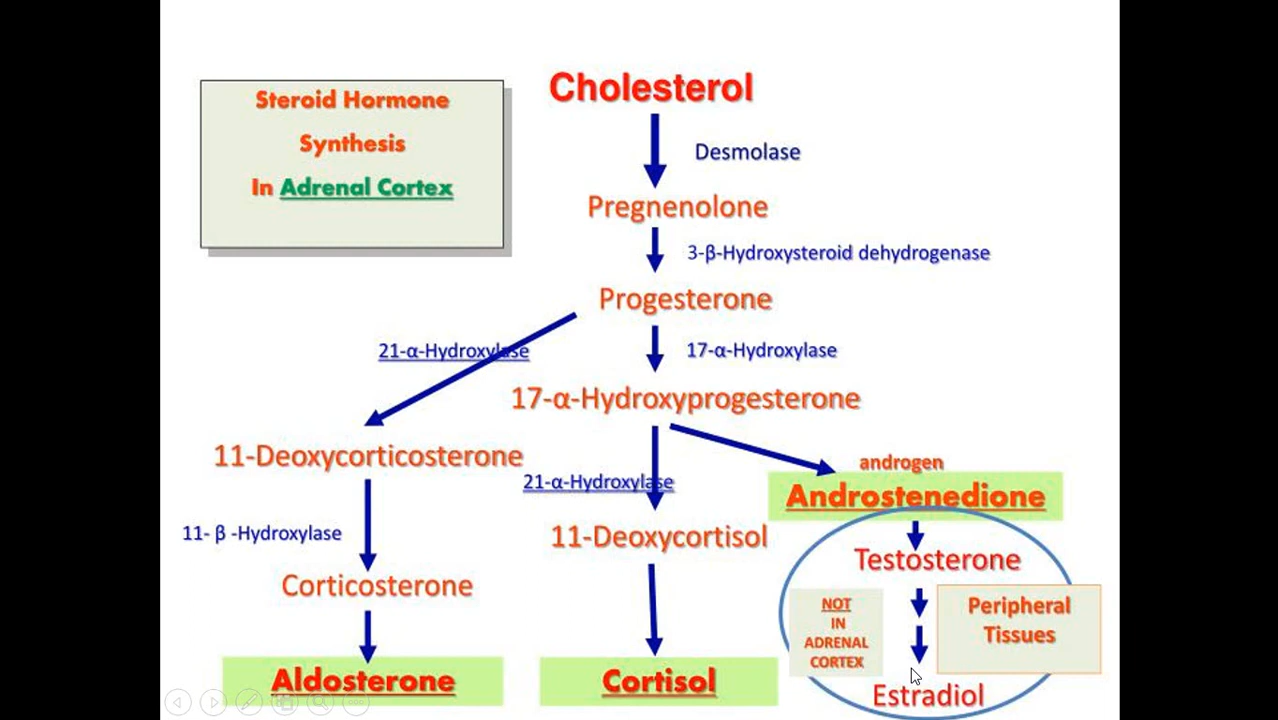 Steroid Hormone
Synthesis
In Adrenal Cortex
Cholesterol
Desmolase
Pregnenolone
3-β-Hydroxysteroid dehydrogenase
Progesterone
21-α-Hydroxylase
17-α-Hydroxylase
17-α-Hydroxyprogesterone
11-Deoxycorticosterone
21-α-Hydroxylase
androgen
Androstenedione
11- β -Hydroxylase
11-Deoxycortisol
Testosterone
Corticosterone
NOT
IN
ADRENAL
CORTEX
Peripheral
Tissues
Aldosterone
Cortisol
Estradiol